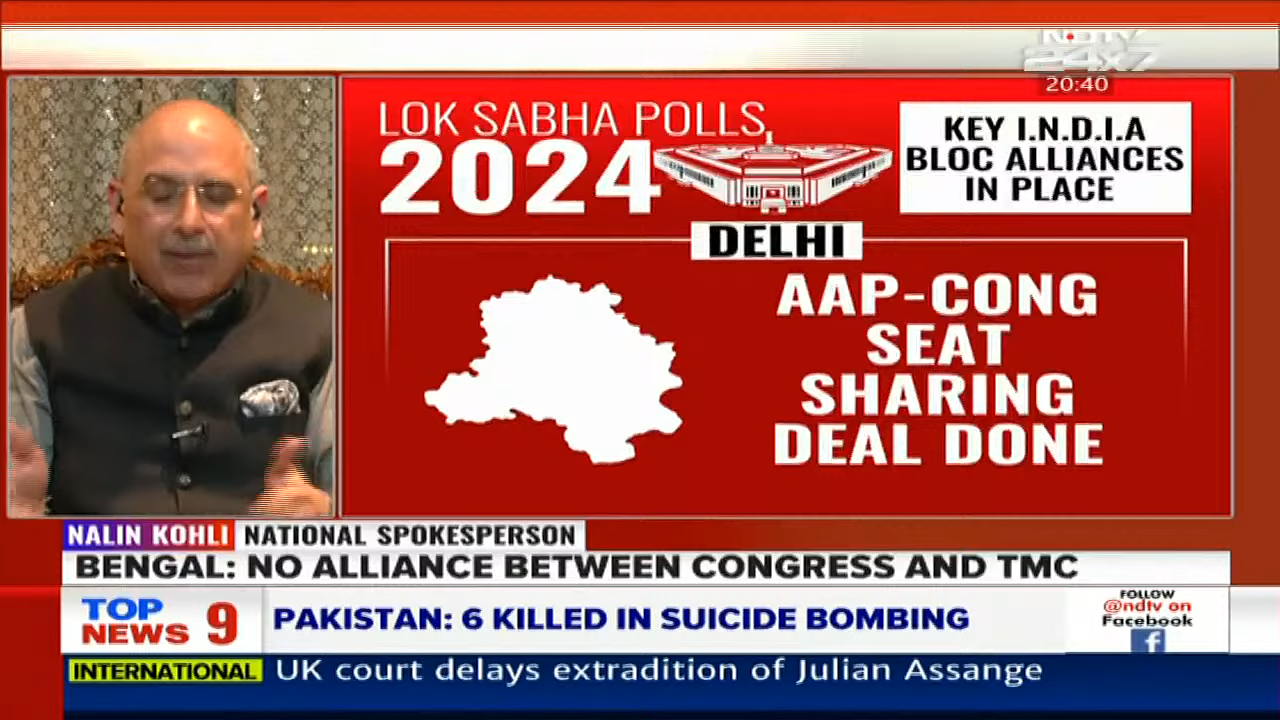 NDTV
24x7
20:40
LOK SABHA POLLS
2024
KEY I.N.D.I.A
BLOC ALLIANCES
IN PLACE
DELHI
AAP-CONG
SEAT
SHARING
DEAL DONE
NALIN KOHLI NATIONAL SPOKESPERSON
BENGAL: NO ALLIANCE BETWEEN CONGRESS AND TMC
TOP
NEWS 9
PAKISTAN: 6 KILLED IN SUICIDE BOMBING
FOLLOW
@ndtv on
Facebook
f
INTERNATIONAL UK court delays extradition of Julian Assange